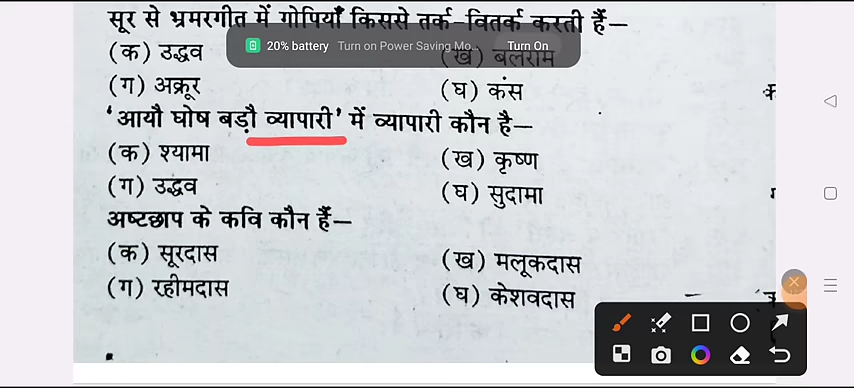 सूर से भ्रमरगीत में गोपियाँ किससे तर्क-वितर्क करती हैं—
20% battery Turn on Power Saving Mo... Turn On
(क) उद्धव (ख) बलराम
(ग) अक्रूर (घ) कंस
'आयौ घोष बड़ौ व्यापारी' में व्यापारी कौन है—
(क) श्यामा (ख) कृष्ण
(ग) उद्धव (घ) सुदामा
अष्टछाप के कवि कौन हैं—
(क) सूरदास (ख) मलूकदास
(ग) रहीमदास (घ) केशवदास